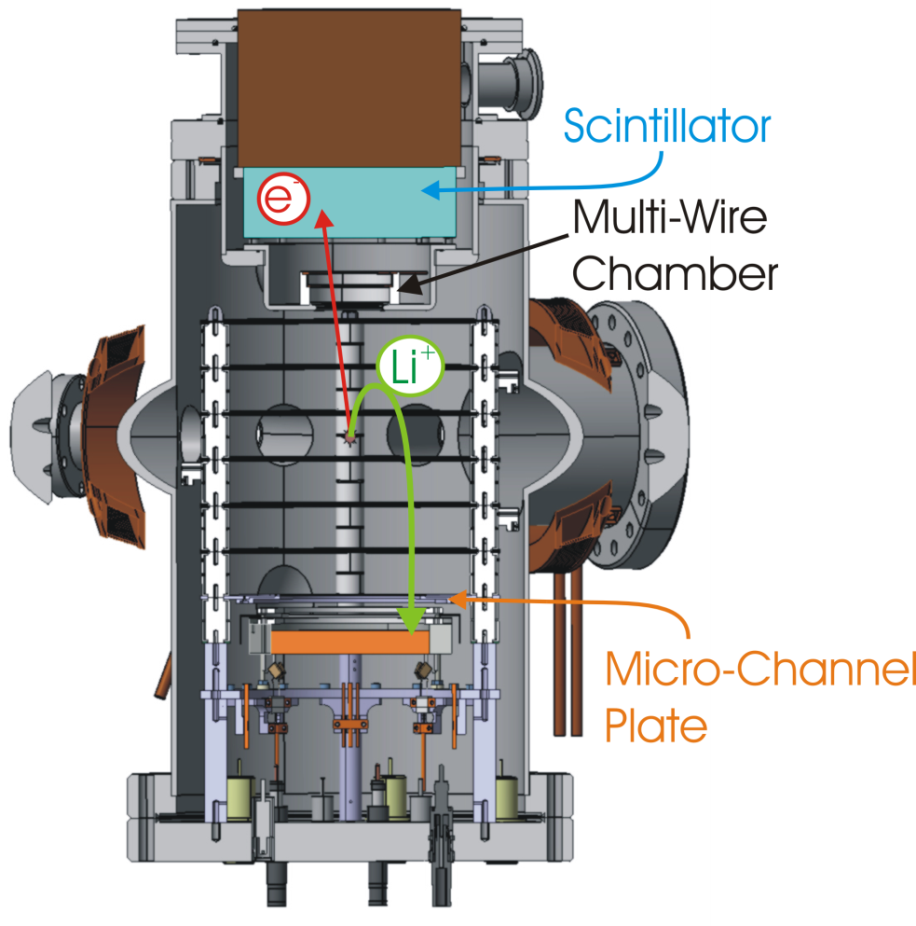 Scintillator
e⁻
Multi-Wire
Chamber
Li⁺
Micro-Channel
Plate